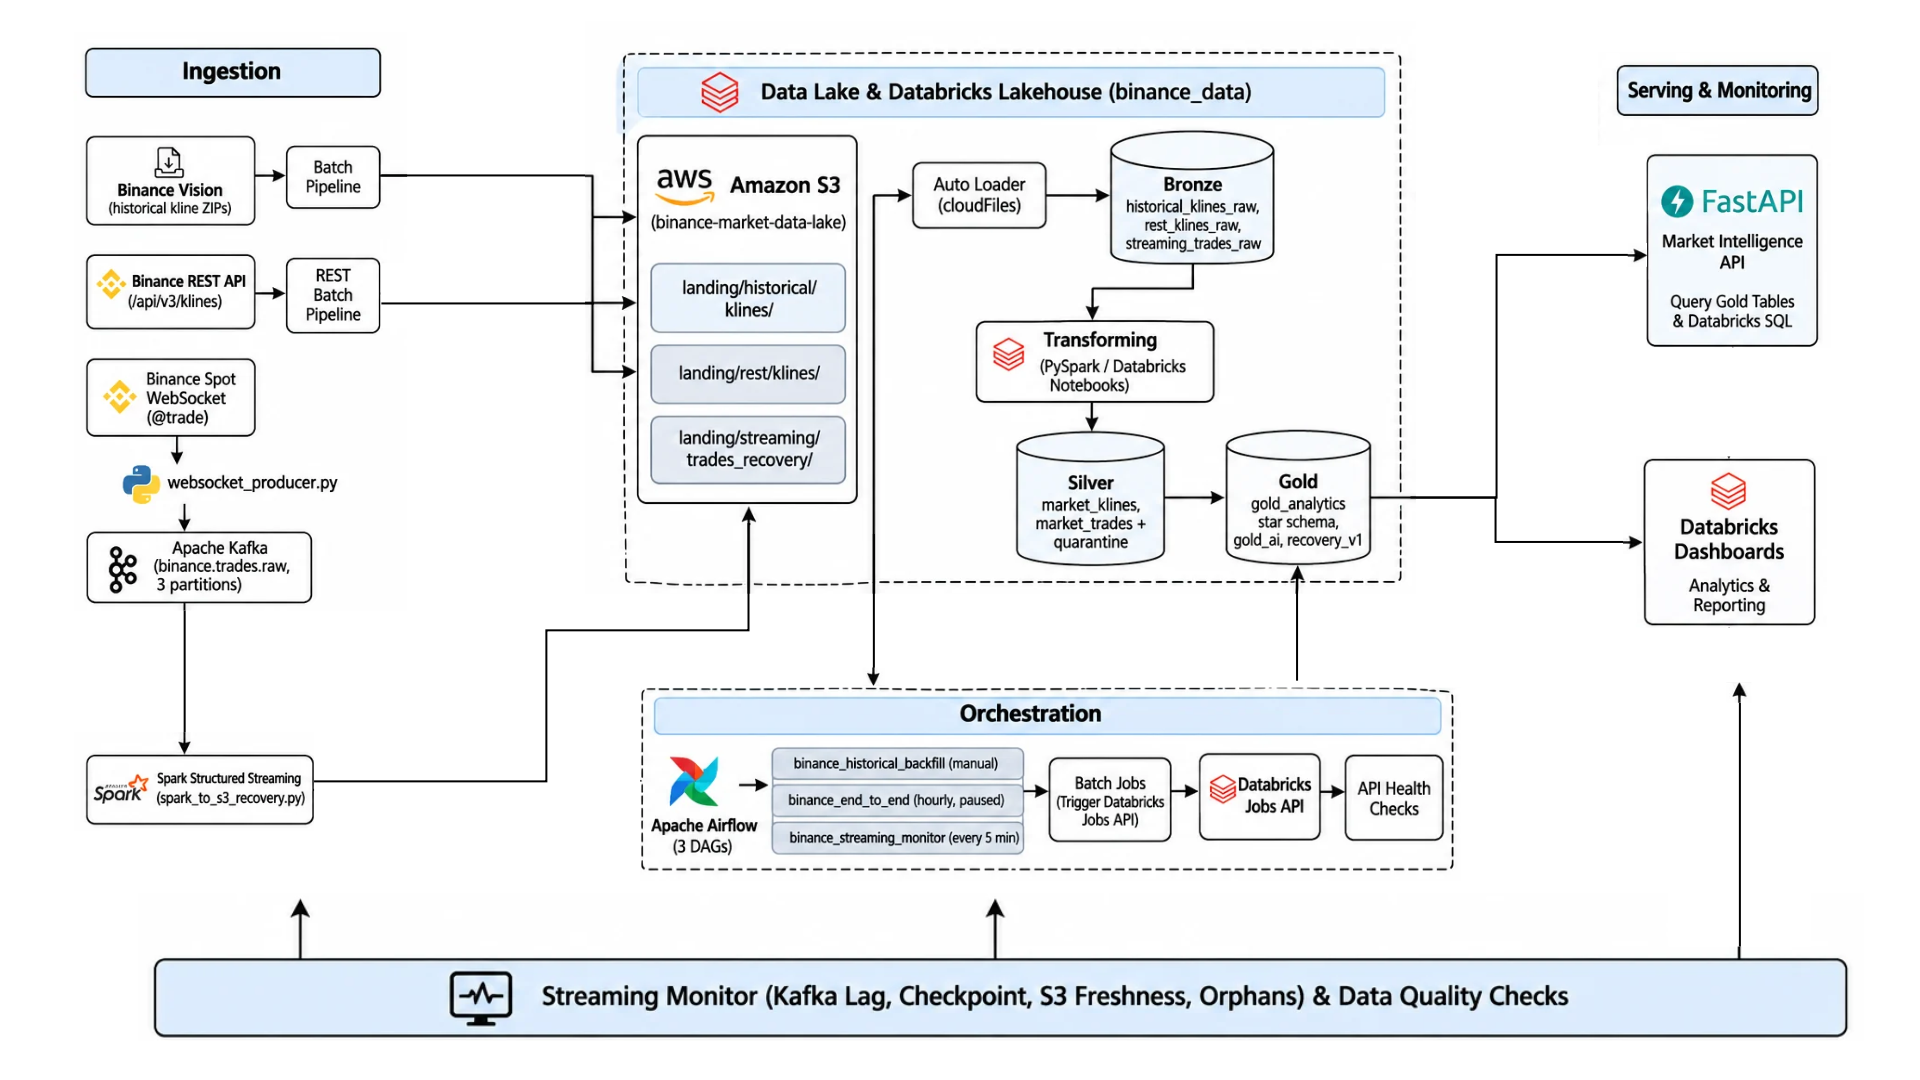 Ingestion
Binance Vision
(historical kline ZIPs)
Batch
Pipeline
Binance REST API
(/api/v3/klines)
REST
Batch
Pipeline
Binance Spot
WebSocket
(@trade)
websocket_producer.py
Apache Kafka
(binance.trades.raw,
3 partitions)
APACHE
Spark
Spark Structured Streaming
(spark_to_s3_recovery.py)
Data Lake & Databricks Lakehouse (binance_data)
aws
Amazon S3
(binance-market-data-lake)
landing/historical/
klines/
landing/rest/klines/
landing/streaming/
trades_recovery/
Auto Loader
(cloudFiles)
Bronze
historical_klines_raw,
rest_klines_raw,
streaming_trades_raw
Transforming
(PySpark / Databricks
Notebooks)
Silver
market_klines,
market_trades +
quarantine
Gold
gold_analytics
star schema,
gold_ai, recovery_v1
Serving & Monitoring
FastAPI
Market Intelligence
API
Query Gold Tables
& Databricks SQL
Databricks
Dashboards
Analytics &
Reporting
Orchestration
Apache Airflow
(3 DAGs)
binance_historical_backfill (manual)
binance_end_to_end (hourly, paused)
binance_streaming_monitor (every 5 min)
Batch Jobs
(Trigger Databricks
Jobs API)
Databricks
Jobs API
API Health
Checks
Streaming Monitor (Kafka Lag, Checkpoint, S3 Freshness, Orphans) & Data Quality Checks